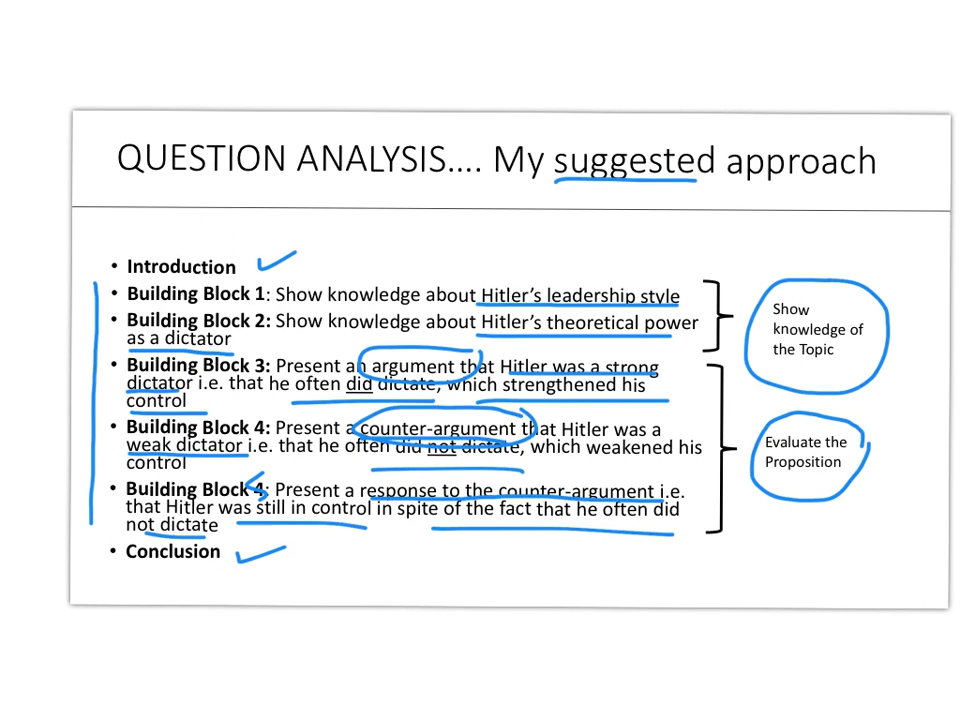 QUESTION ANALYSIS.... My suggested approach
• Introduction
• Building Block 1: Show knowledge about Hitler's leadership style
• Building Block 2: Show knowledge about Hitler's theoretical power
as a dictator
• Building Block 3: Present an argument that Hitler was a strong
dictator i.e. that he often did dictate, which strengthened his
control
• Building Block 4: Present a counter-argument that Hitler was a
weak dictator i.e. that he often did not dictate, which weakened his
control
• Building Block 4: Present a response to the counter-argument i.e.
that Hitler was still in control in spite of the fact that he often did
not dictate
• Conclusion
Show
knowledge of
the Topic
Evaluate the
Proposition
5